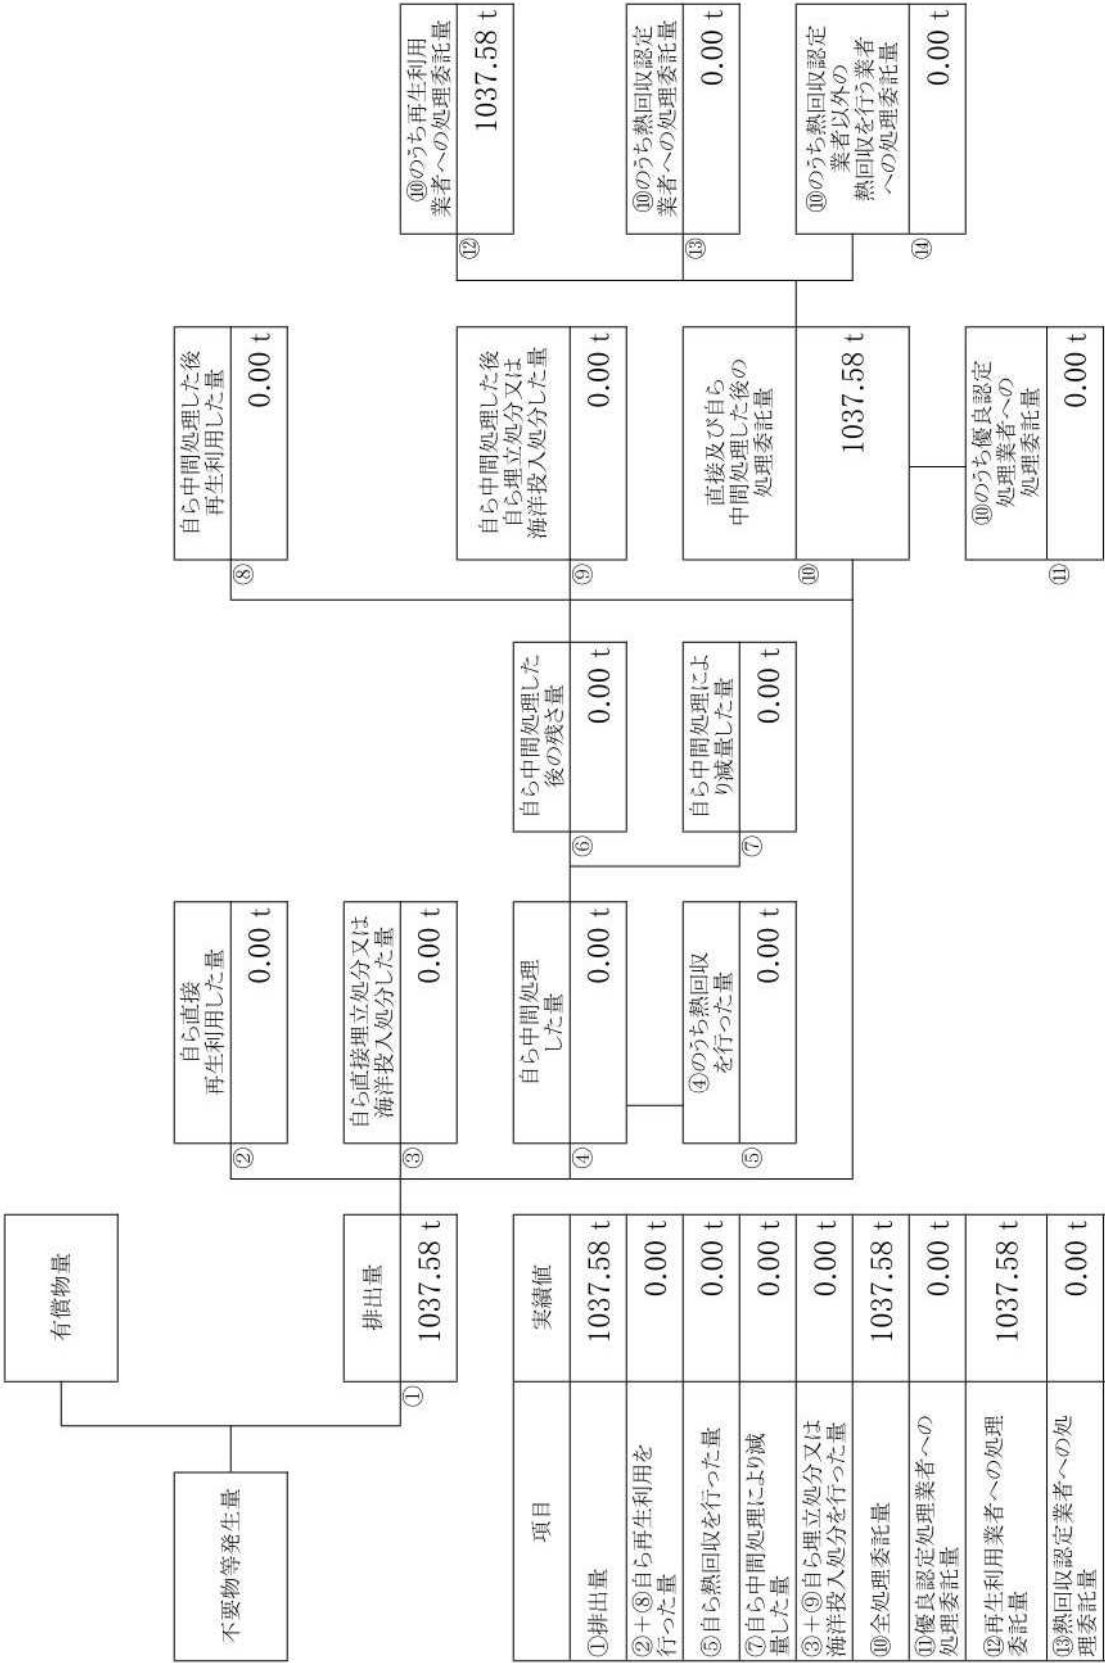 有償物量
不要物等発生量
排出量
①
1037.58 t
自ら直接
再生利用した量
②
0.00 t
自ら直接埋立処分又は
海洋投入処分した量
③
0.00 t
自ら中間処理
した量
④
0.00 t
④のうち熱回収
を行った量
⑤
0.00 t
自ら中間処理した
後の残さ量
⑥
0.00 t
自ら中間処理によ
り減量した量
⑦
0.00 t
自ら中間処理した後
再生利用した量
⑧
0.00 t
自ら中間処理した後
自ら埋立処分又は
海洋投入処分した量
⑨
0.00 t
直接及び自ら
中間処理した後の
処理委託量
⑩
1037.58 t
⑩のうち優良認定
処理業者への
処理委託量
⑪
0.00 t
⑩のうち再生利用
業者への処理委託量
⑫
1037.58 t
⑩のうち熱回収認定
業者への処理委託量
⑬
0.00 t
⑩のうち熱回収認定
業者以外の
熱回収を行う業者
への処理委託量
⑭
0.00 t
項目
実績値
①排出量
1037.58 t
②＋⑧自ら再生利用を
行った量
0.00 t
⑤自ら熱回収を行った量
0.00 t
⑦自ら中間処理により減
量した量
0.00 t
③＋⑨自ら埋立処分又は
海洋投入処分を行った量
0.00 t
⑩全処理委託量
1037.58 t
⑪優良認定処理業者への
処理委託量
0.00 t
⑫再生利用業者への処理
委託量
1037.58 t
⑬熱回収認定業者への処
理委託量
0.00 t